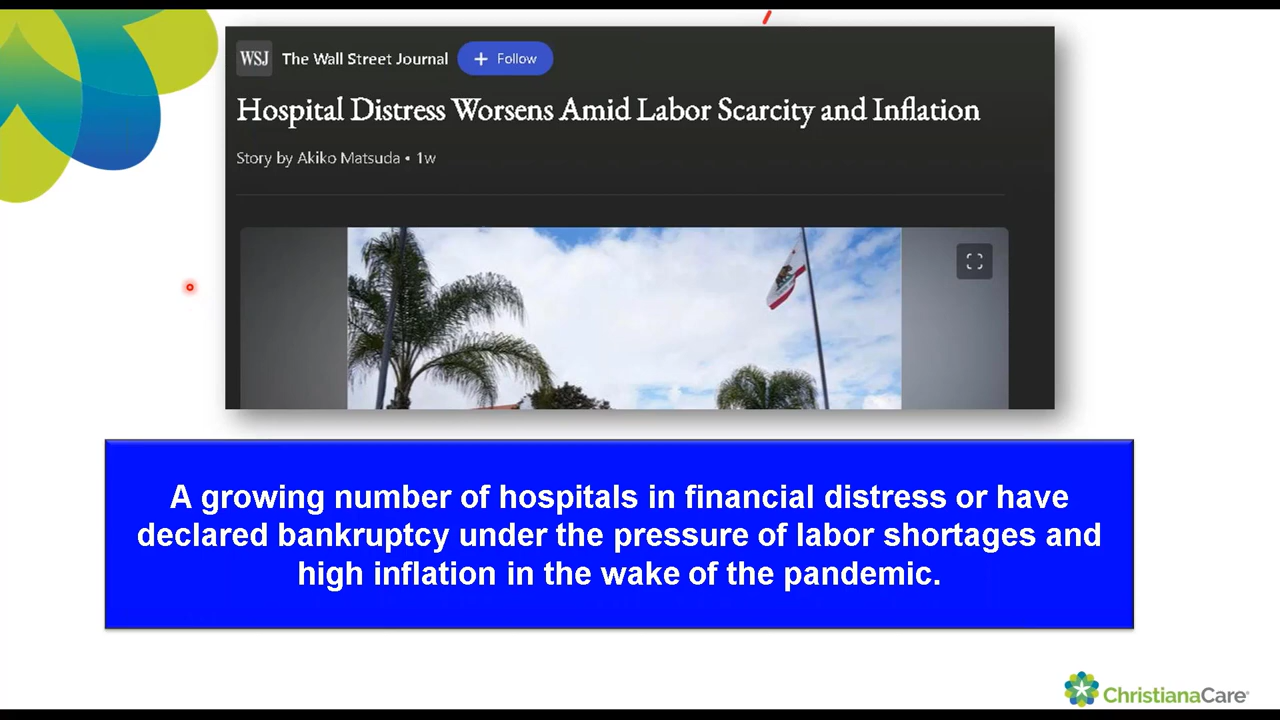 WSJ The Wall Street Journal + Follow
Hospital Distress Worsens Amid Labor Scarcity and Inflation
Story by Akiko Matsuda • 1w
A growing number of hospitals in financial distress or have
declared bankruptcy under the pressure of labor shortages and
high inflation in the wake of the pandemic.
ChristianaCare